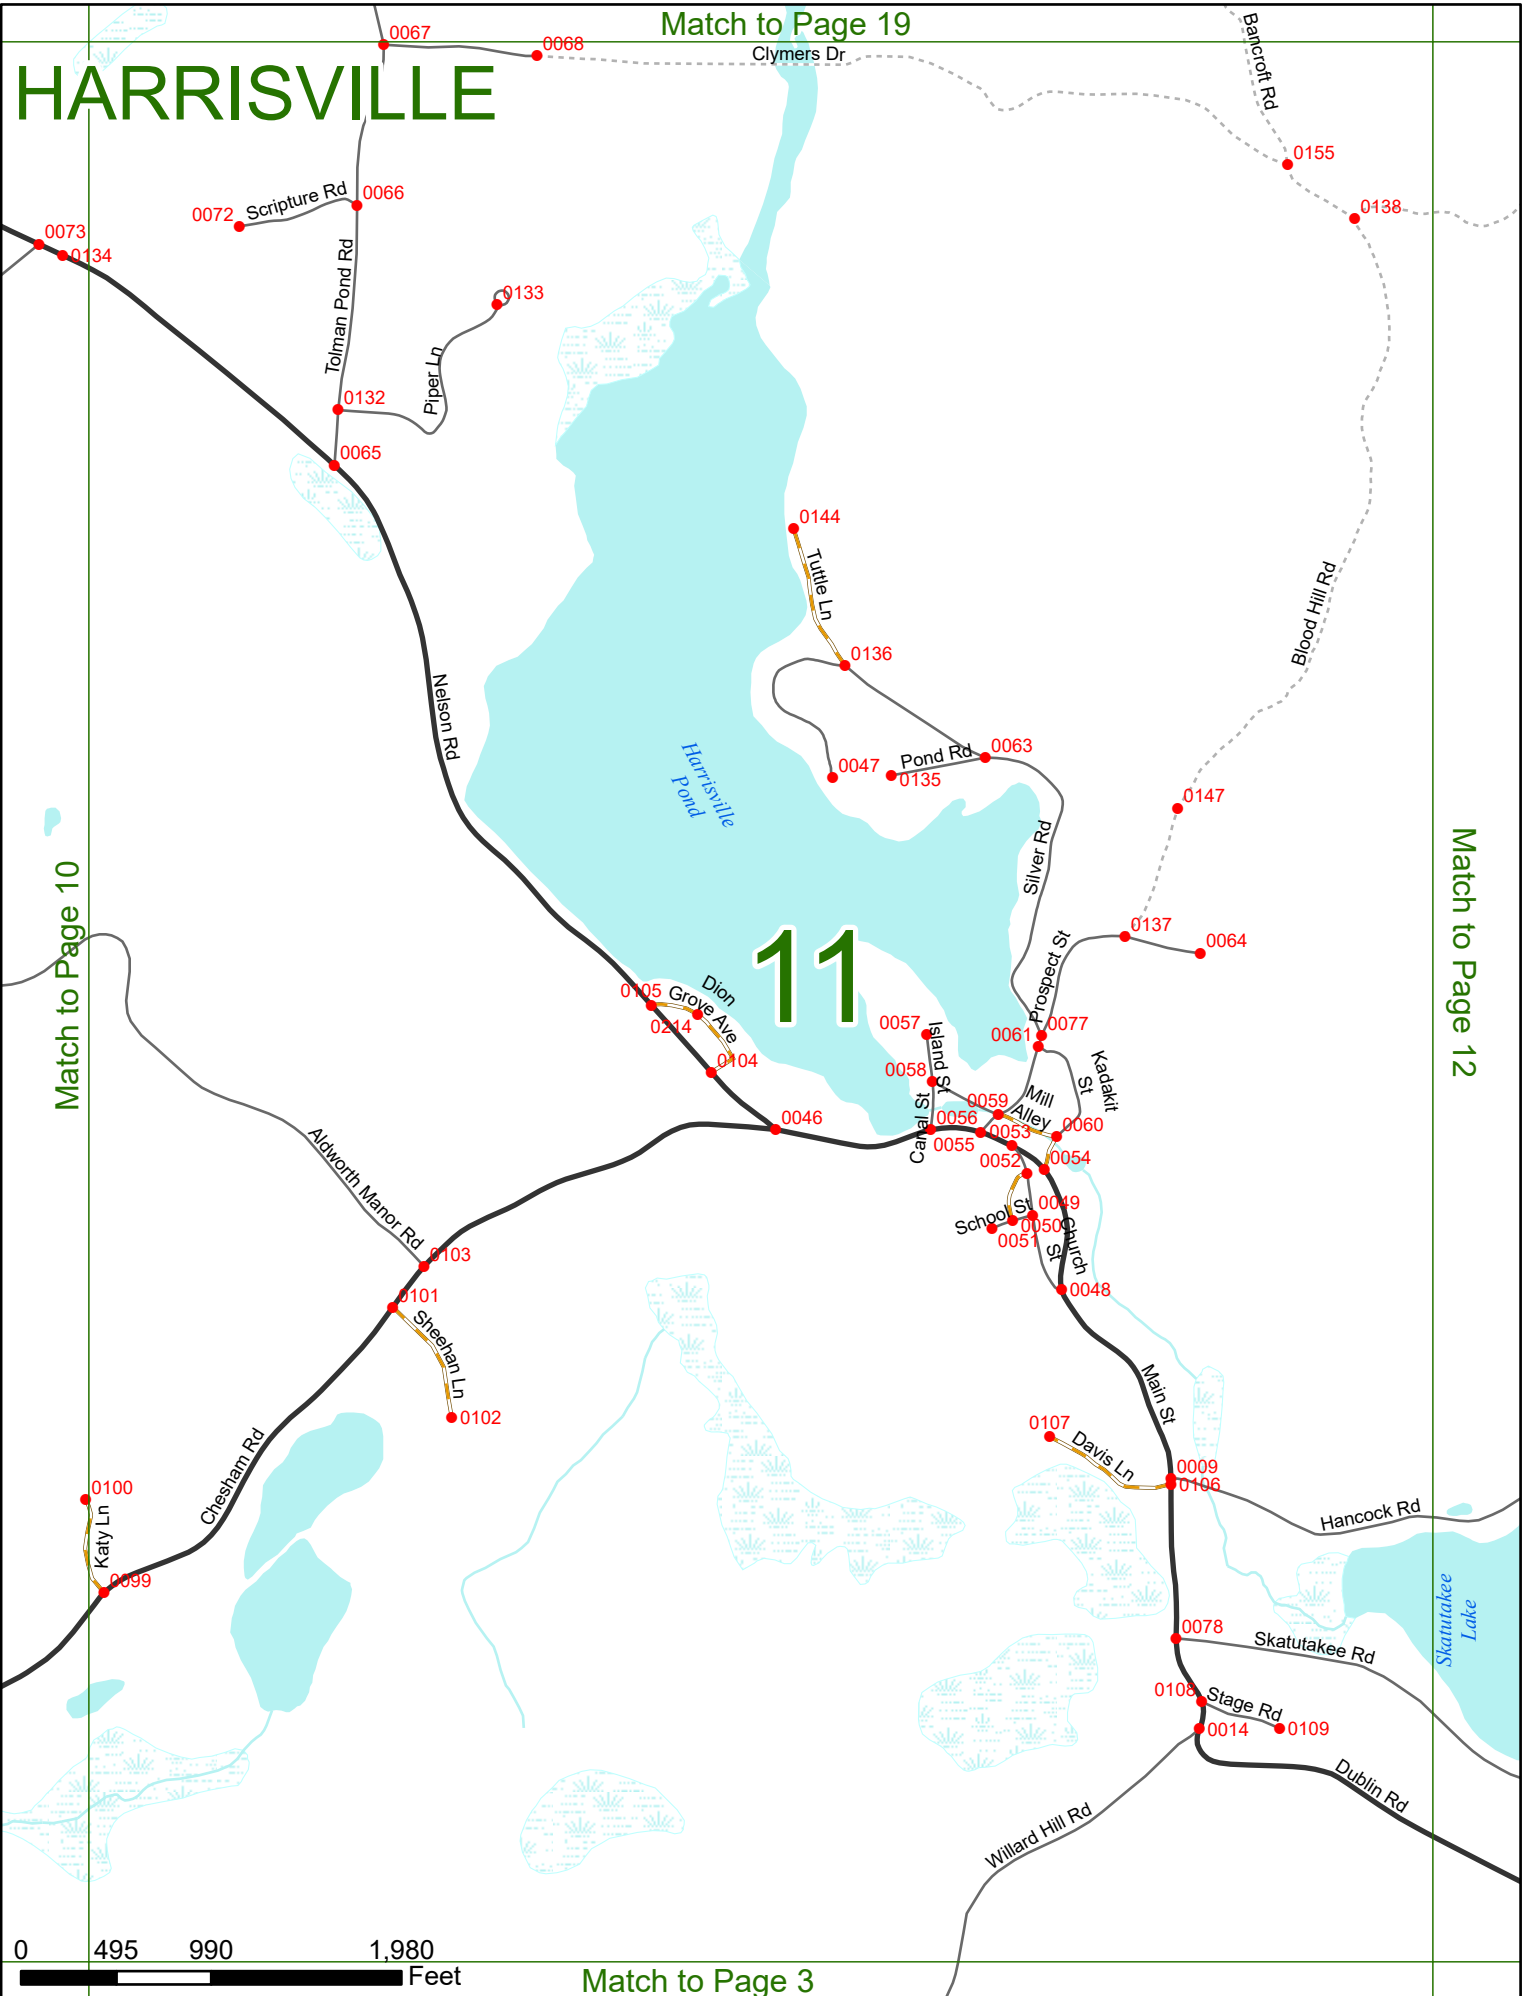 Match to Page 19
0067
0068
Clymers Dr
Bancroft Rd
HARRISVILLE
0155
0072
Scripture Rd
0066
0138
0073
0134
Tolman Pond Rd
0133
Piper Ln
0132
0065
0144
Tuttle Ln
Blood Hill Rd
0136
Nelson Rd
Harrisville
Pond
0047
Pond Rd
0135
0063
0147
Silver Rd
Match to Page 10
Match to Page 12
11
0137
0064
Prospect St
0105
Dion
Grove Ave
0214
0104
0057
Island St
0061
0077
Kadakit
St
0058
Mill
Alley
0059
0046
Canal St
0056
0055
0053
0060
0052
0054
Aldworth Manor Rd
School St
0049
0050
0051
Church
St
0103
0048
0101
Sheehan Ln
Main St
0102
0107
Davis Ln
Chesham Rd
0009
0106
0100
Katy Ln
Hancock Rd
0099
Skatutakee
Lake
0078
Skatutakee Rd
0108
Stage Rd
0014
0109
Dublin Rd
Willard Hill Rd
0 495 990 1,980
Feet
Match to Page 3